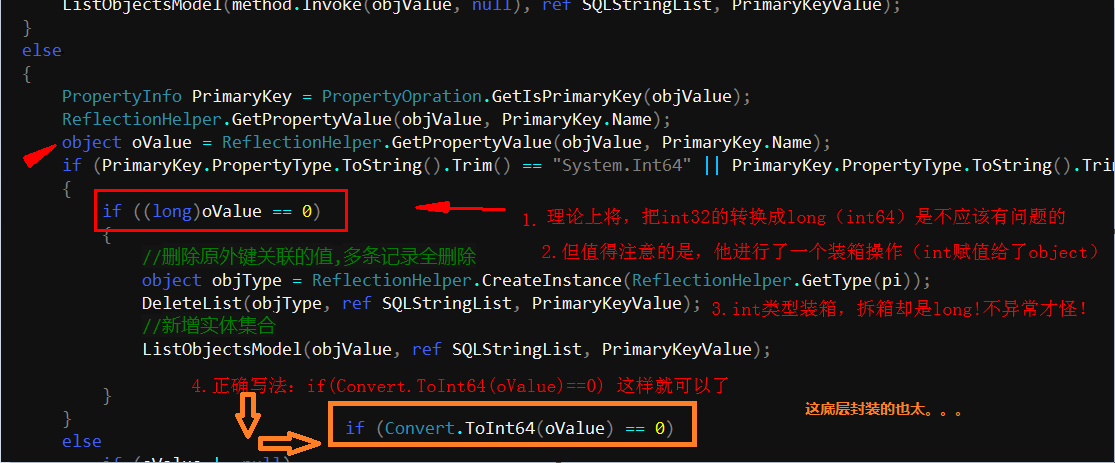 ListObjectsModel(method.Invoke(objValue, null), ref SQLStringList, PrimaryKeyValue);
}
else
{
PropertyInfo PrimaryKey = PropertyOpration.GetIsPrimaryKey(objValue);
ReflectionHelper.GetPropertyValue(objValue, PrimaryKey.Name);
object oValue = ReflectionHelper.GetPropertyValue(objValue, PrimaryKey.Name);
if (PrimaryKey.PropertyType.ToString().Trim() == "System.Int64" || PrimaryKey.PropertyType.ToString().Trim
{
if ((long)oValue == 0)
1. 理论上将，把int32的转换成long（int64）是不应该有问题的
{
2.但值得注意的是，他进行了一个装箱操作（int赋值给了object）
//删除原外键关联的值,多条记录全删除
object objType = ReflectionHelper.CreateInstance(ReflectionHelper.GetType(pi));
DeleteList(objType, ref SQLStringList, PrimaryKeyValue);
3.int类型装箱，拆箱却是long!不异常才怪！
//新增实体集合
ListObjectsModel(objValue, ref SQLStringList, PrimaryKeyValue);
4.正确写法：if(Convert.ToInt64(oValue)==0) 这样就可以了
}
这底层封装的也太。。。
}
if (Convert.ToInt64(oValue) == 0)
else